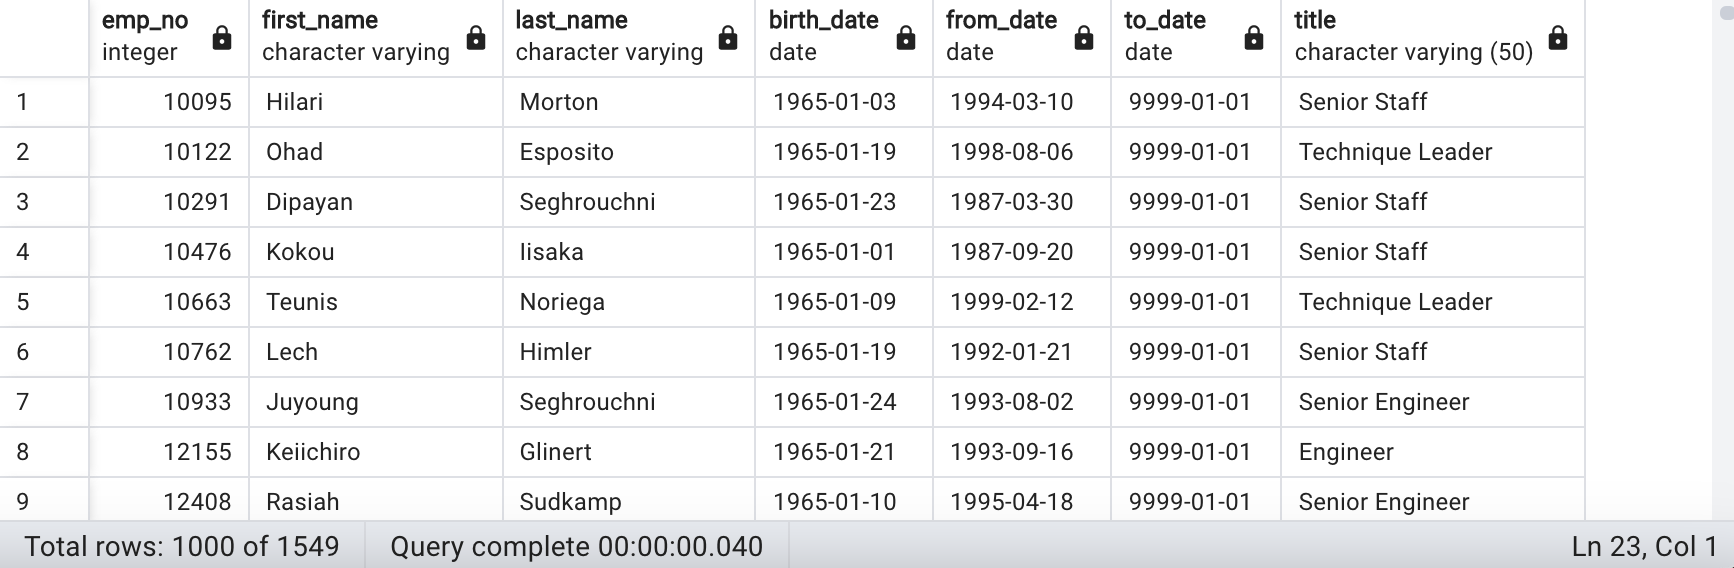 emp_no first_name last_name birth_date from_date to_date title
integer character varying character varying date date date character varying (50)
1 10095 Hilari Morton 1965-01-03 1994-03-10 9999-01-01 Senior Staff
2 10122 Ohad Esposito 1965-01-19 1998-08-06 9999-01-01 Technique Leader
3 10291 Dipayan Seghrouchni 1965-01-23 1987-03-30 9999-01-01 Senior Staff
4 10476 Kokou Iisaka 1965-01-01 1987-09-20 9999-01-01 Senior Staff
5 10663 Teunis Noriega 1965-01-09 1999-02-12 9999-01-01 Technique Leader
6 10762 Lech Himler 1965-01-19 1992-01-21 9999-01-01 Senior Staff
7 10933 Juyoung Seghrouchni 1965-01-24 1993-08-02 9999-01-01 Senior Engineer
8 12155 Keiichiro Glinert 1965-01-21 1993-09-16 9999-01-01 Engineer
9 12408 Rasiah Sudkamp 1965-01-10 1995-04-18 9999-01-01 Senior Engineer
Total rows: 1000 of 1549 Query complete 00:00:00.040 Ln 23, Col 1